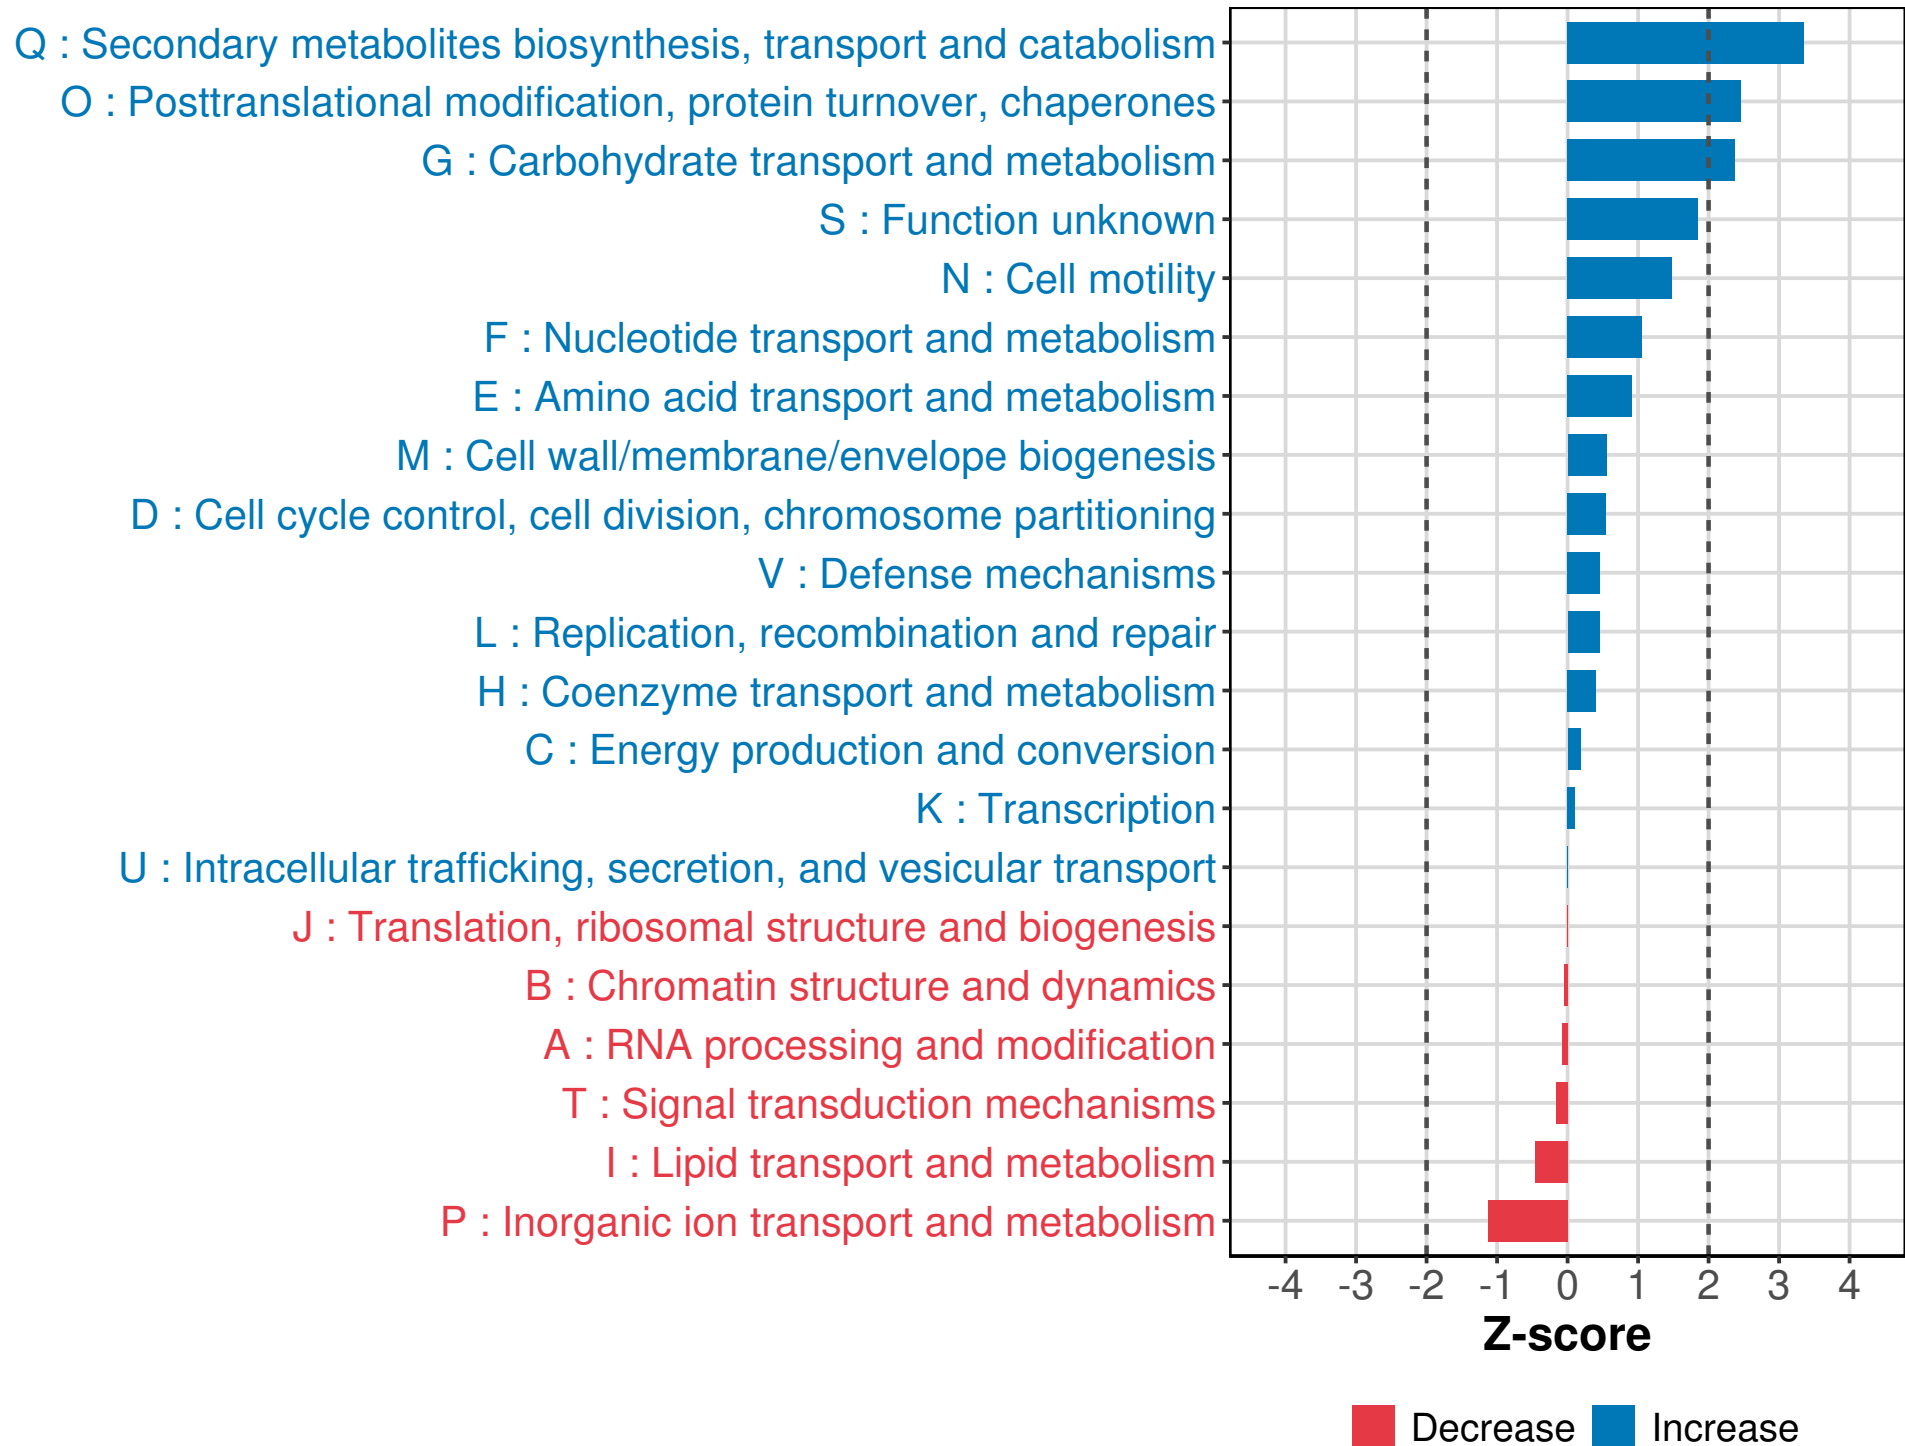 Q : Secondary metabolites biosynthesis, transport and catabolism
O : Posttranslational modification, protein turnover, chaperones
G : Carbohydrate transport and metabolism
S : Function unknown
N : Cell motility
F : Nucleotide transport and metabolism
E : Amino acid transport and metabolism
M : Cell wall/membrane/envelope biogenesis
D : Cell cycle control, cell division, chromosome partitioning
V : Defense mechanisms
L : Replication, recombination and repair
H : Coenzyme transport and metabolism
C : Energy production and conversion
K : Transcription
U : Intracellular trafficking, secretion, and vesicular transport
J : Translation, ribosomal structure and biogenesis
B : Chromatin structure and dynamics
A : RNA processing and modification
T : Signal transduction mechanisms
I : Lipid transport and metabolism
P : Inorganic ion transport and metabolism
-4 -3 -2 -1 0 1 2 3 4
Z-score
Decrease Increase